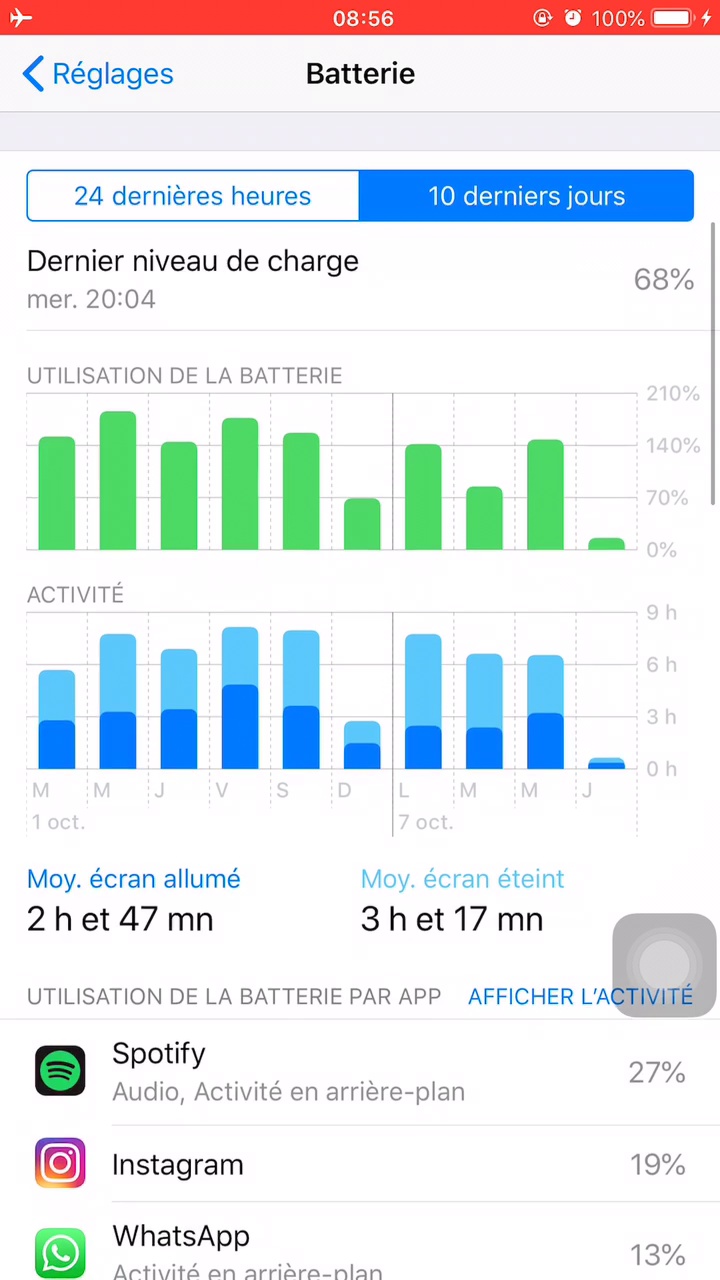 08:56
100%
Réglages
Batterie
24 dernières heures
10 derniers jours
Dernier niveau de charge
mer. 20:04
68%
UTILISATION DE LA BATTERIE
210%
140%
70%
0%
ACTIVITÉ
9 h
6 h
3 h
0 h
M M J V S D L M M J
1 oct. 7 oct.
Moy. écran allumé
2 h et 47 mn
Moy. écran éteint
3 h et 17 mn
UTILISATION DE LA BATTERIE PAR APP
AFFICHER L’ACTIVITÉ
Spotify
Audio, Activité en arrière-plan
27%
Instagram
19%
WhatsApp
Activité en arrière-plan
13%